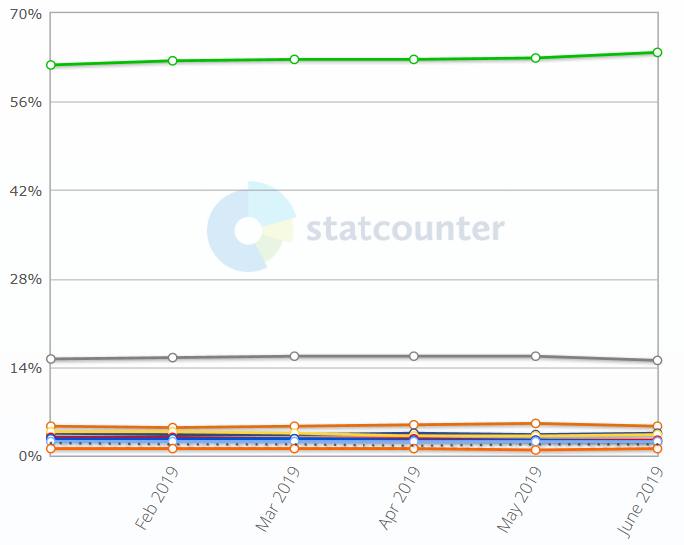 70%
56%
42%
statcounter
28%
14%
0%
Feb 2019
Mar 2019
Apr 2019
May 2019
June 2019